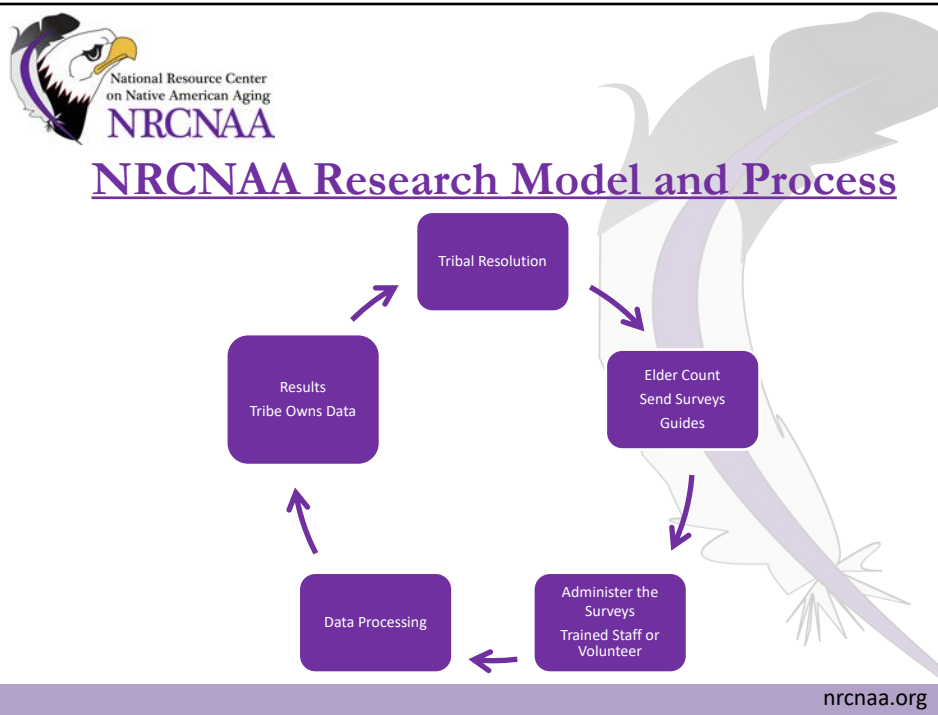 National Resource Center
on Native American Aging
NRCNAA
NRCNAA Research Model and Process
Tribal Resolution
Elder Count
Send Surveys
Guides
Administer the
Surveys
Trained Staff or
Volunteer
Data Processing
Results
Tribe Owns Data
nrcnaa.org